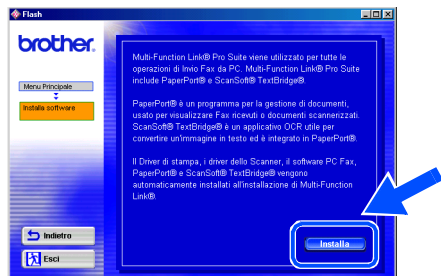 Flash
brother.
Menu Principale
Installa software
Multi-Function Link® Pro Suite viene utilizzato per tutte le
operazioni di Invio Fax da PC. Multi-Function Link® Pro Suite
include PaperPort® e ScanSoft® TextBridge®.
PaperPort® è un programma per la gestione di documenti,
usato per visualizzare Fax ricevuti o documenti scannerizzati.
ScanSoft® TextBridge® è un applicativo OCR utile per
convertire un'immagine in testo ed è integrato in PaperPort®.
Il Driver di stampa, i driver dello Scanner, il software PC Fax,
PaperPort® e ScanSoft® TextBridge® vengono
automaticamente installati all'installazione di Multi-Function
Link®.
Installa
Indietro
Esci